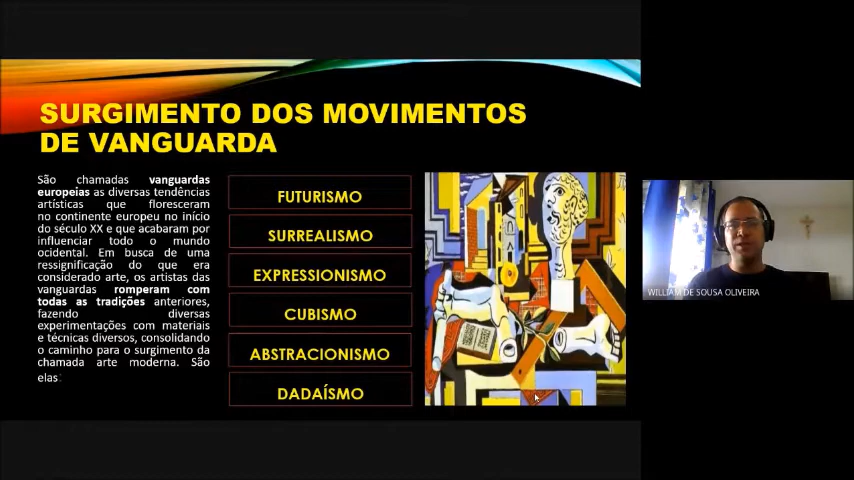 SURGIMENTO DOS MOVIMENTOS
DE VANGUARDA
São chamadas vanguardas
europeias as diversas tendências
artísticas que floresceram
no continente europeu no início
do século XX e que acabaram por
influenciar todo o mundo
ocidental. Em busca de uma
ressignificação do que era
considerado arte, os artistas das
vanguardas romperam com
todas as tradições anteriores,
fazendo diversas
experimentações com materiais
e técnicas diversos, consolidando
o caminho para o surgimento da
chamada arte moderna. São
elas:
FUTURISMO
SURREALISMO
EXPRESSIONISMO
CUBISMO
ABSTRACIONISMO
DADAÍSMO
WILLIAM DE SOUSA OLIVEIRA